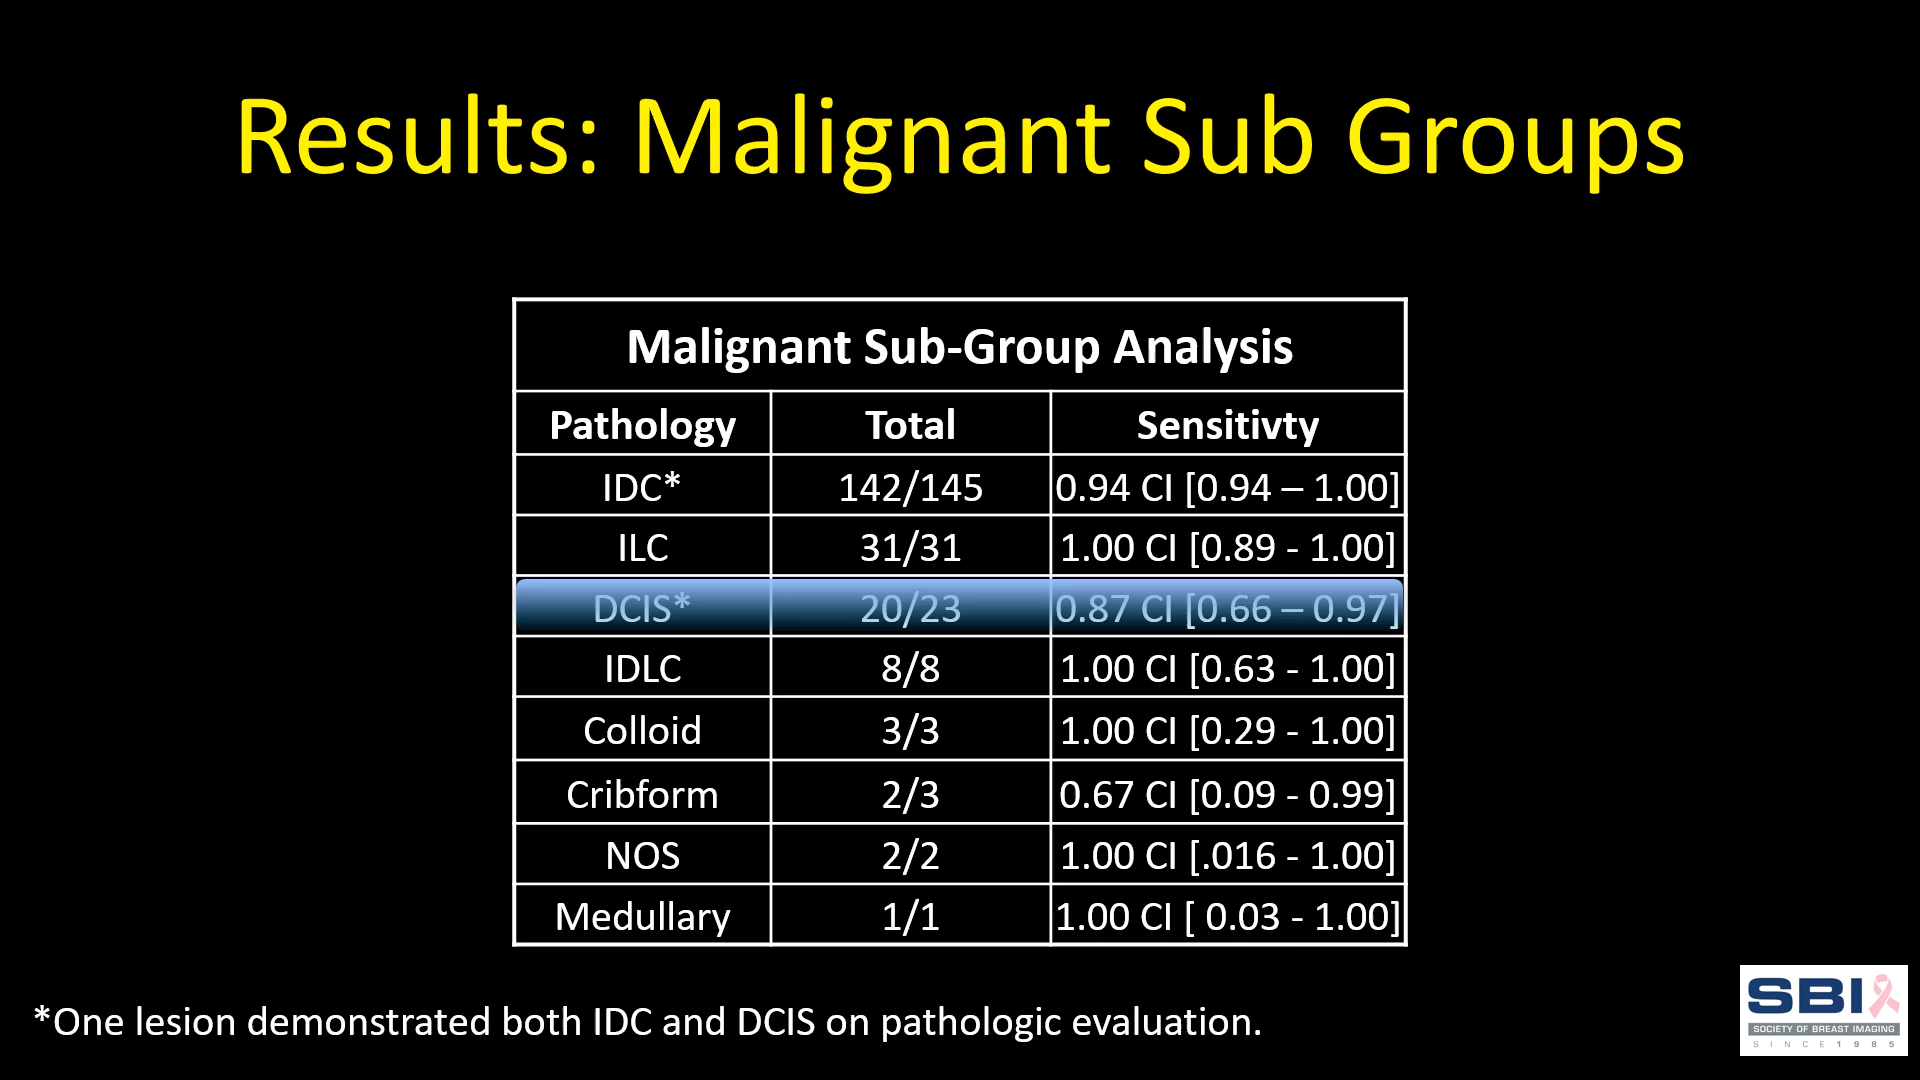 Results: Malignant Sub Groups
Malignant Sub-Group Analysis
Pathology Total Sensitivty
IDC* 142/145 0.94 CI [0.94 – 1.00]
ILC 31/31 1.00 CI [0.89 - 1.00]
DCIS* 20/23 0.87 CI [0.66 – 0.97]
IDLC 8/8 1.00 CI [0.63 - 1.00]
Colloid 3/3 1.00 CI [0.29 - 1.00]
Cribform 2/3 0.67 CI [0.09 - 0.99]
NOS 2/2 1.00 CI [.016 - 1.00]
Medullary 1/1 1.00 CI [ 0.03 - 1.00]
*One lesion demonstrated both IDC and DCIS on pathologic evaluation.
SBI
SOCIETY OF BREAST IMAGING
SINCE 1985